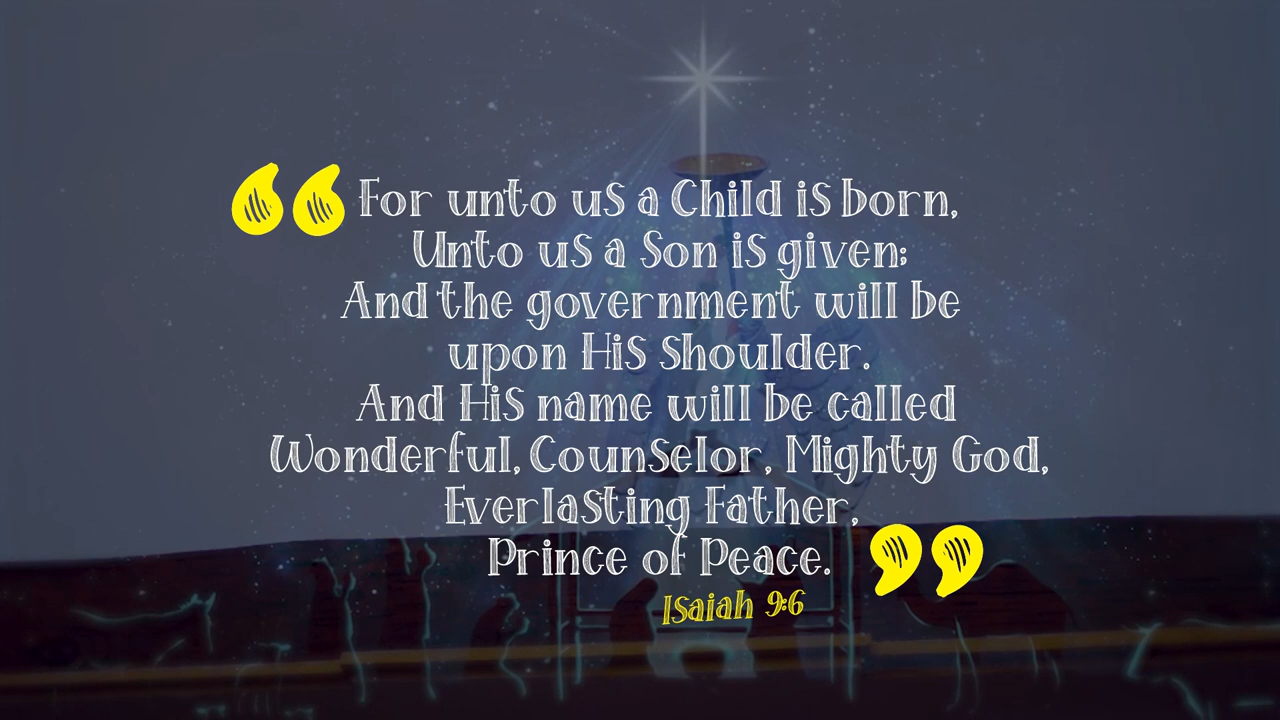 “For unto us a Child is born,
Unto us a Son is given;
And the government will be
upon His shoulder.
And His name will be called
Wonderful, Counselor, Mighty God,
Everlasting Father,
Prince of Peace.”
Isaiah 9:6